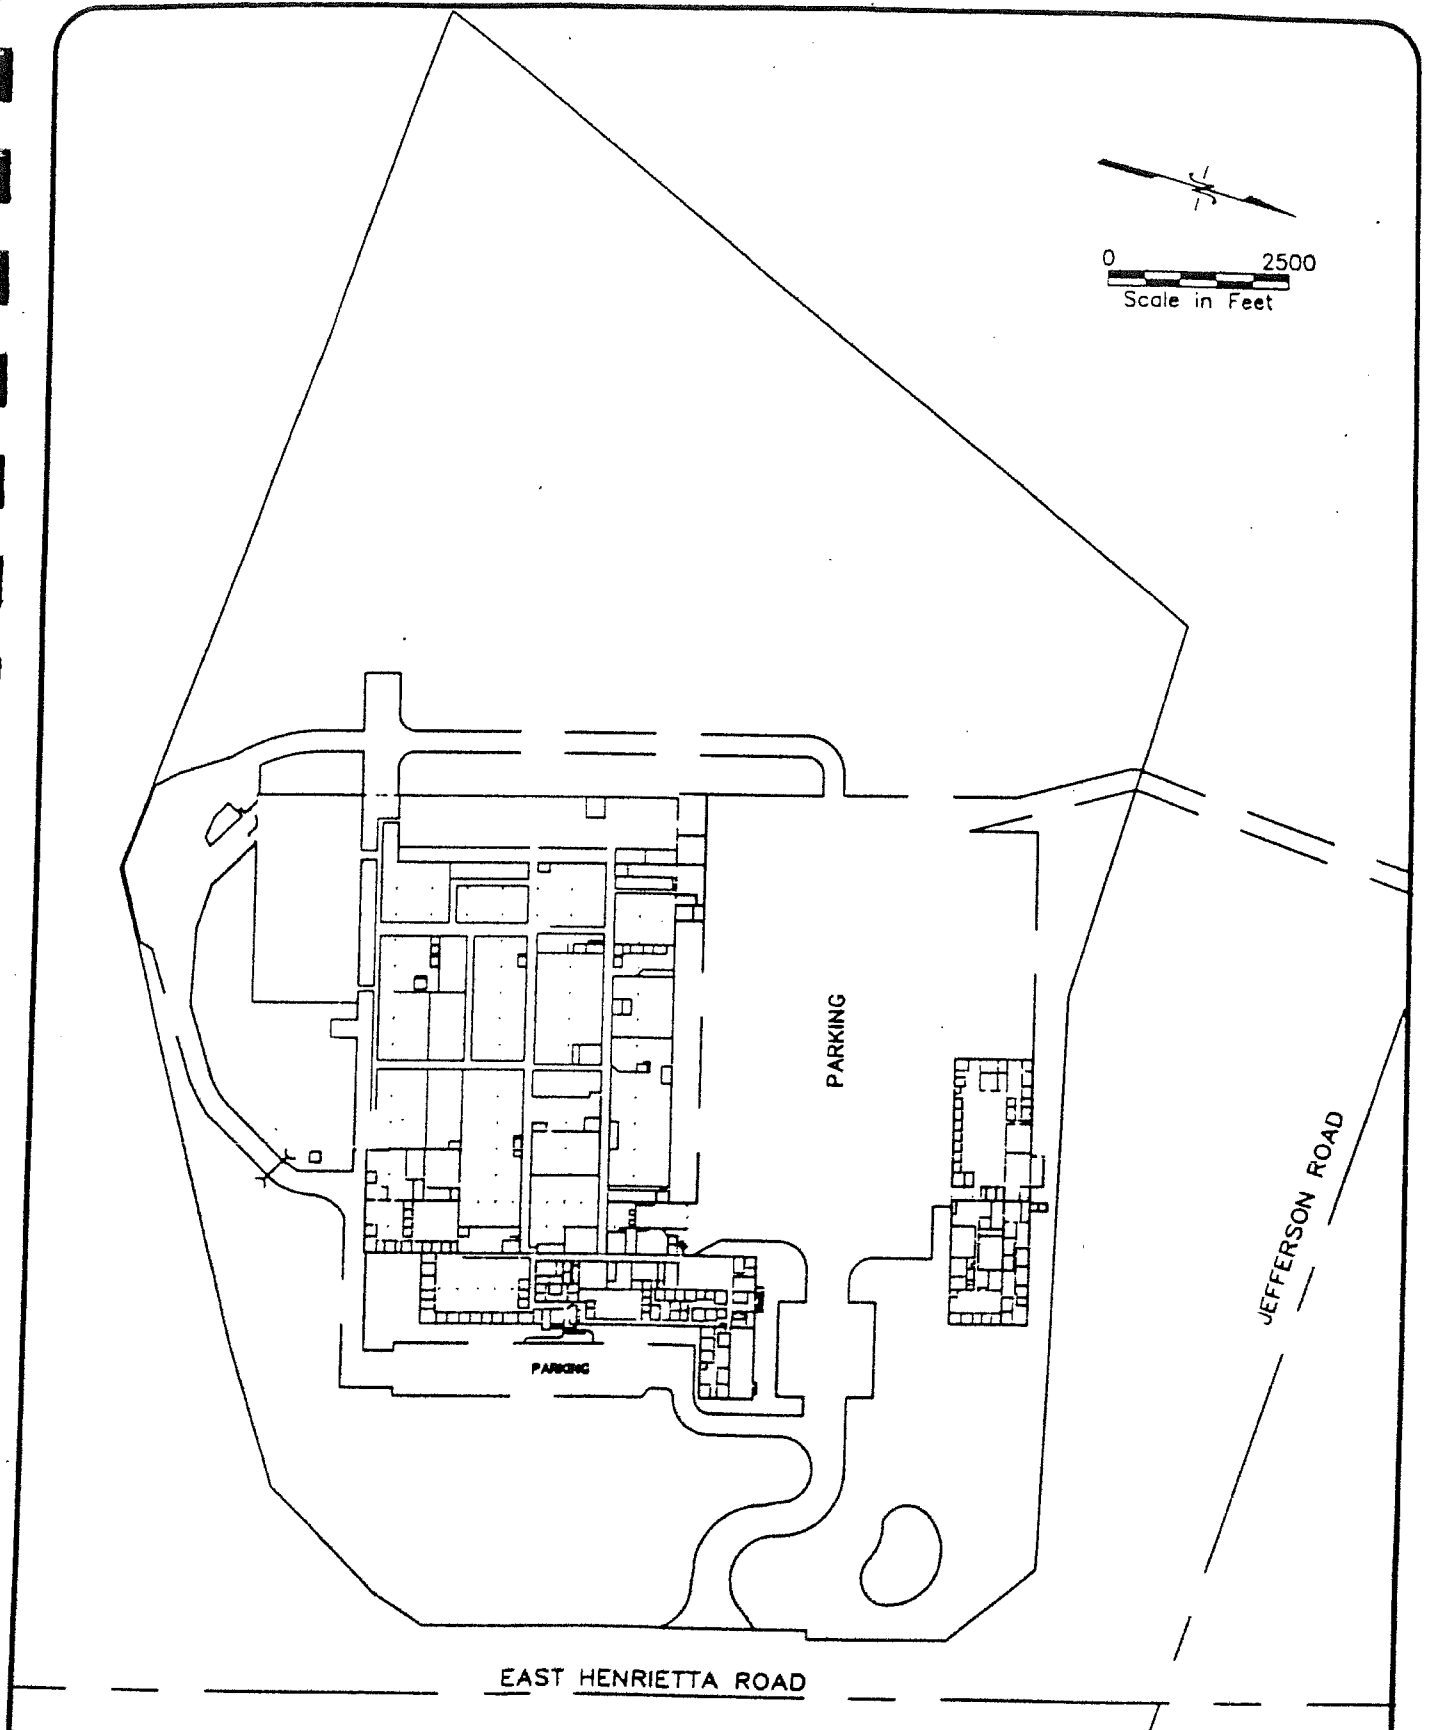 0 2500
Scale in Feet
PARKING
JEFFERSON ROAD
PARKING
EAST HENRIETTA ROAD